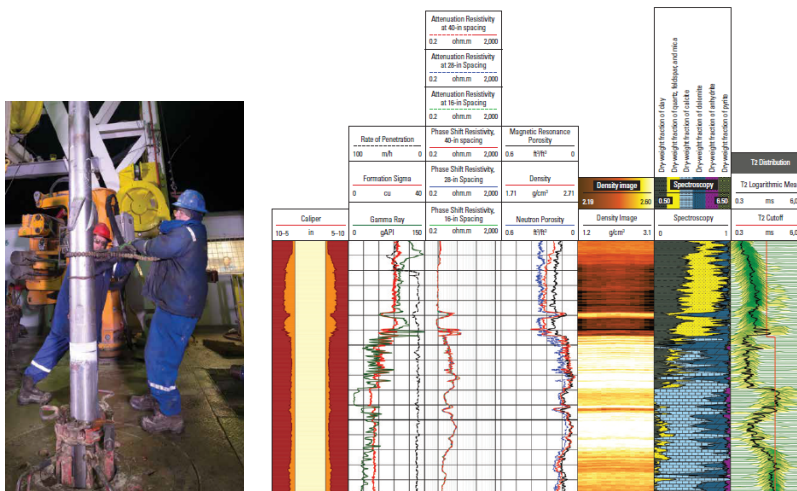 Attenuation Resistivity
at 40-in spacing
0.2 ohm.m 2,000
Attenuation Resistivity
at 28-in Spacing
0.2 ohm.m 2,000
Attenuation Resistivity
at 16-in Spacing
0.2 ohm.m 2,000
Rate of Penetration
100 m/h 0
Phase Shift Resistivity,
40-in spacing
0.2 ohm.m 2,000
Magnetic Resonance
Porosity
0.6 ft³/ft³ 0
Formation Sigma
0 cu 40
Phase Shift Resistivity,
28-in Spacing
0.2 ohm.m 2,000
Density
1.71 g/cm³ 2.71
Caliper
10–5 in 5–10
Gamma Ray
0 gAPI 150
Phase Shift Resistivity,
16-in Spacing
0.2 ohm.m 2,000
Neutron Porosity
0.6 ft³/ft³ 0
Density image
2.19 2.60
Density Image
1.2 g/cm³ 3.1
Dry-weight fraction of clay
Dry-weight fraction of quartz, feldspar, and mica
Dry-weight fraction of calcite
Dry-weight fraction of dolomite
Dry-weight fraction of anhydrite
Dry-weight fraction of pyrite
Spectroscopy
0.50 6.50
Spectroscopy
0 1
T2 Distribution
T2 Logarithmic
0.3 ms
T2 Cutoff
0.3 ms